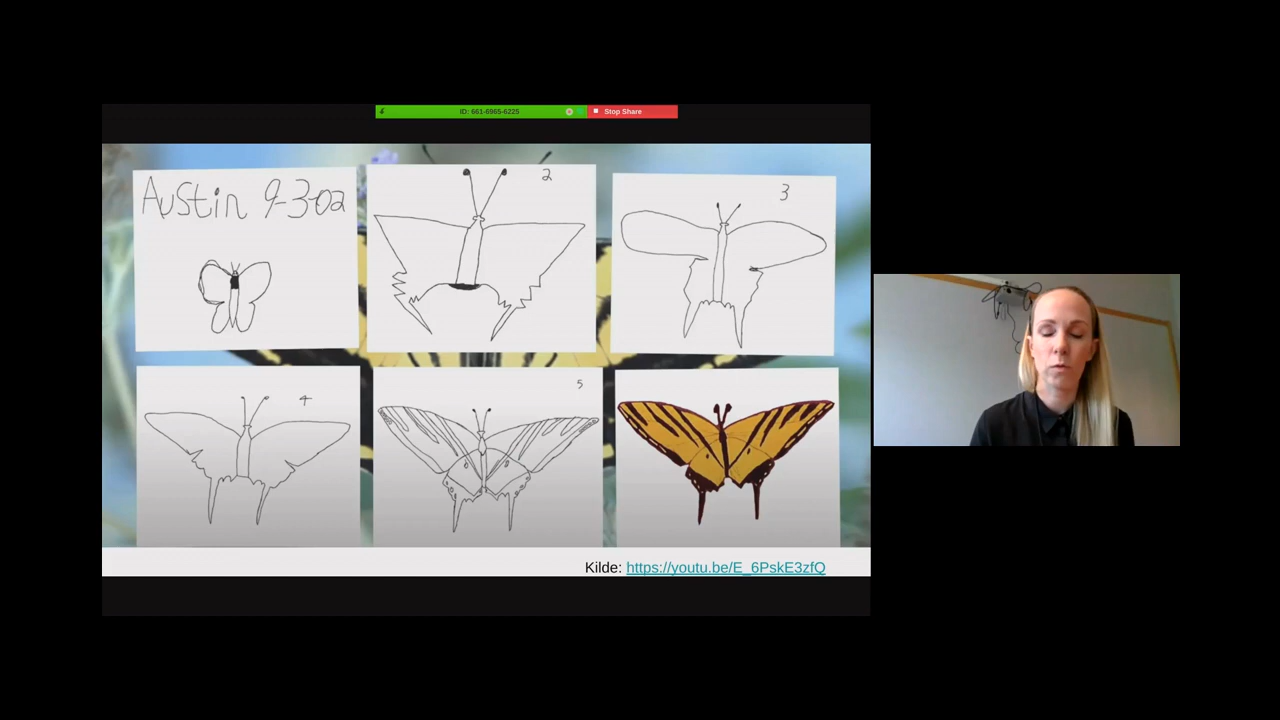 ID: 661-6965-6225
Stop Share
Austin 9-3-02
2
3
4
5
Kilde: https://youtu.be/E_6PskE3zfQ